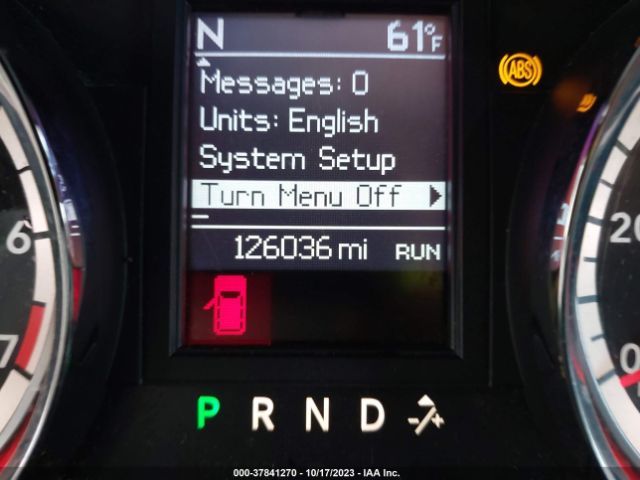 N 61°F
ABS
Messages: 0
Units: English
System Setup
Turn Menu Off
126036 mi RUN
6
7
20
0
P R N D -/+
000-37841270 - 10/17/2023 - IAA Inc.